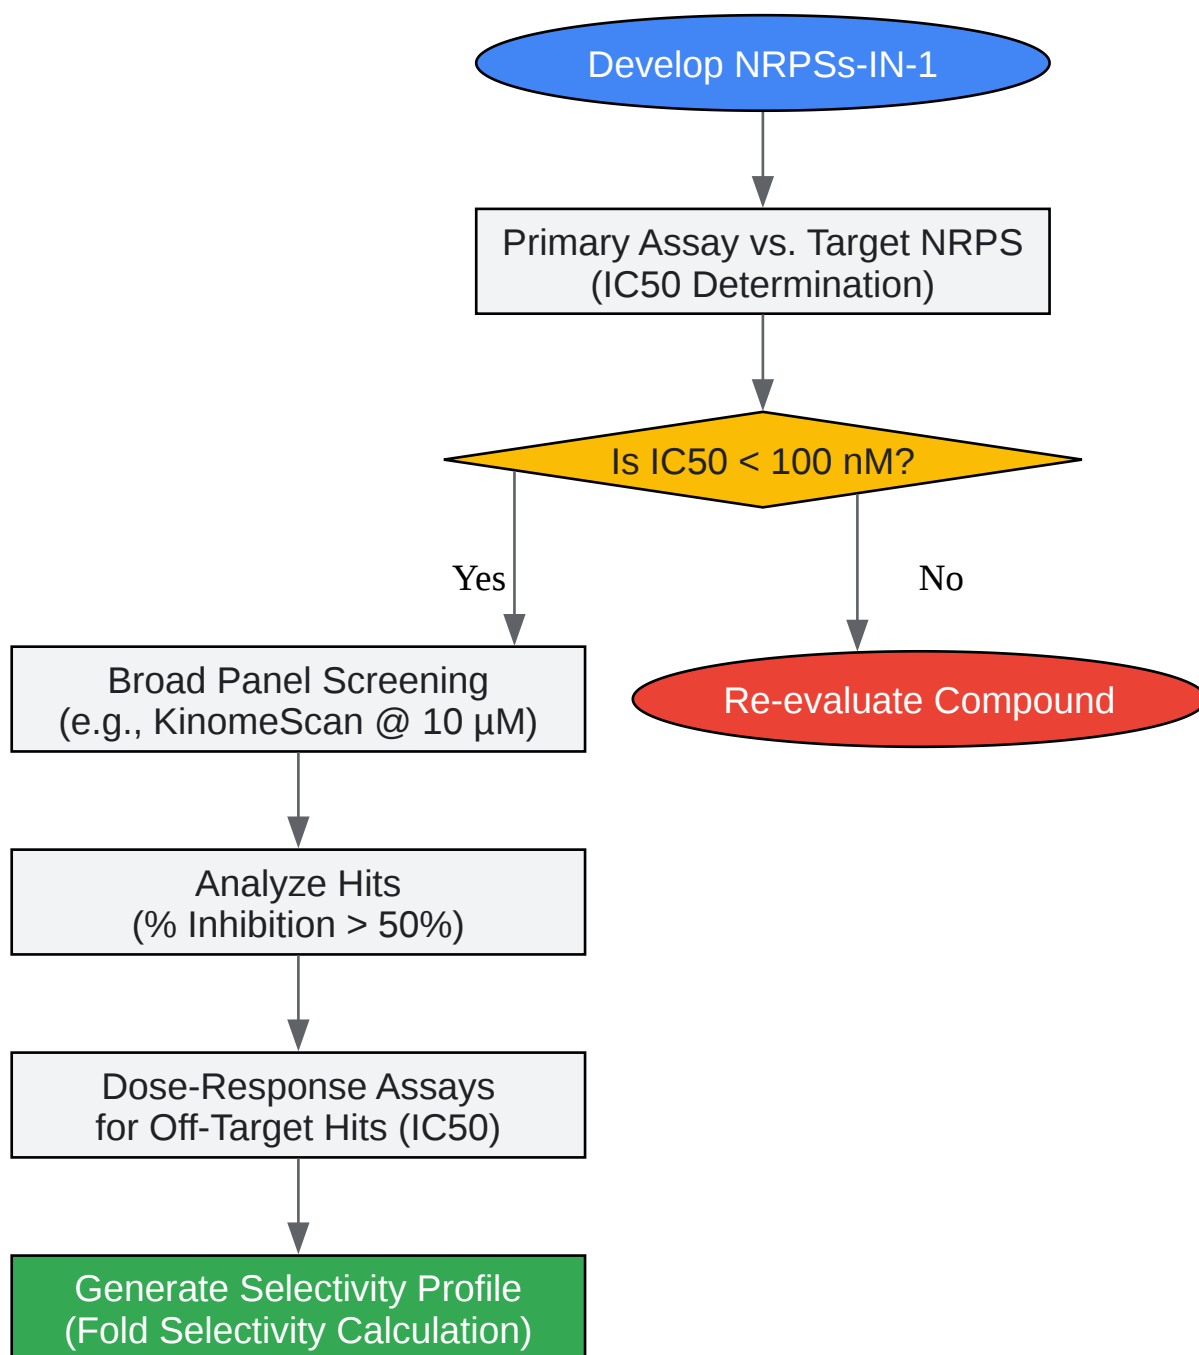 Develop NRPSs-IN-1
Primary Assay vs. Target NRPS
(IC50 Determination)
Is IC50 < 100 nM?
Yes
No
Broad Panel Screening
(e.g., KinomeScan @ 10 µM)
Re-evaluate Compound
Analyze Hits
(% Inhibition > 50%)
Dose-Response Assays
for Off-Target Hits (IC50)
Generate Selectivity Profile
(Fold Selectivity Calculation)